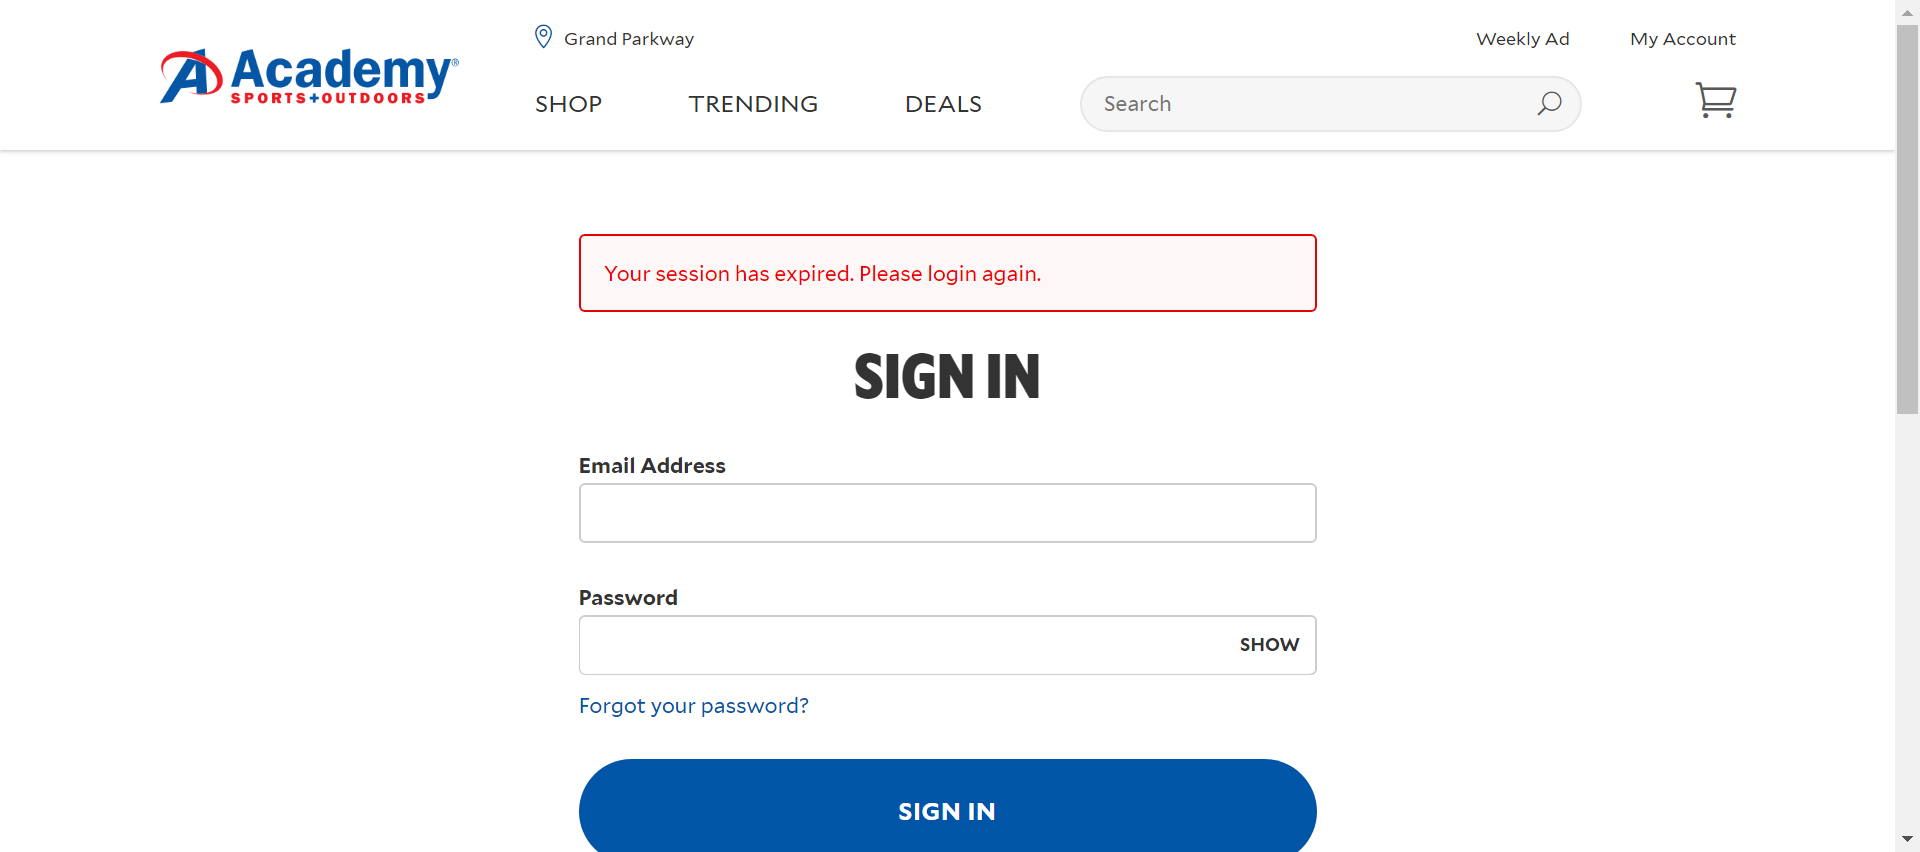 Grand Parkway
Weekly Ad
My Account
Academy®
SPORTS+OUTDOORS
SHOP
TRENDING
DEALS
Search
Your session has expired. Please login again.
SIGN IN
Email Address
Password
SHOW
Forgot your password?
SIGN IN